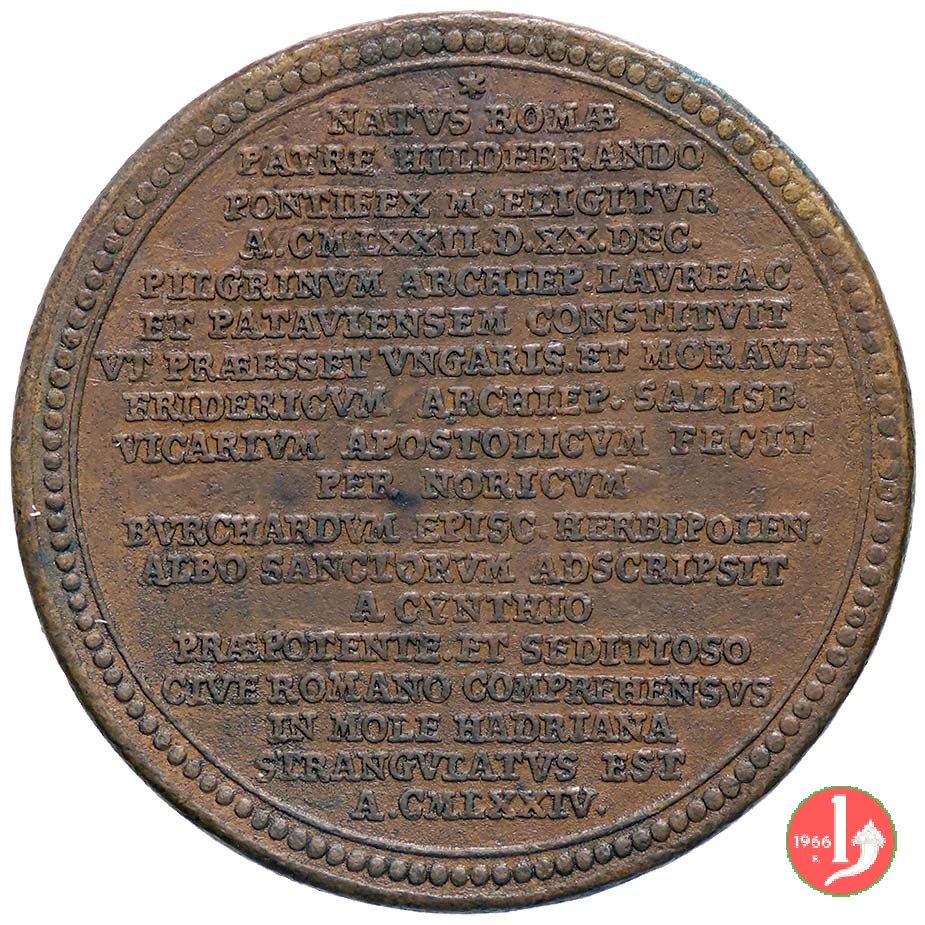 *
NATVS ROMÆ
PATRE HILDEBRANDO
PONTIFEX M. ELIGITVR
A. CMLXXII. D. XX. DEC.
PILGRINVM ARCHIEP. LAVREAC.
ET PATAVIENSEM CONSTITVIT
VT PRÆESSET VNGARIS. ET MORAVIS
FRIDERICVM ARCHIEP. SALISB.
VICARIVM APOSTOLICVM FECIT
PER NORICVM
BVRCHARDVM EPISC. HERBIPOLEN.
ALBO SANCTORVM ADSCRIPSIT
A CYNTHIO
PRÆPOTENTE. ET SEDITIOSO
CIVE ROMANO COMPREHENSVS
IN MOLE HADRIANA
STRANGVLATVS EST
A. CMLXXIV.
1966